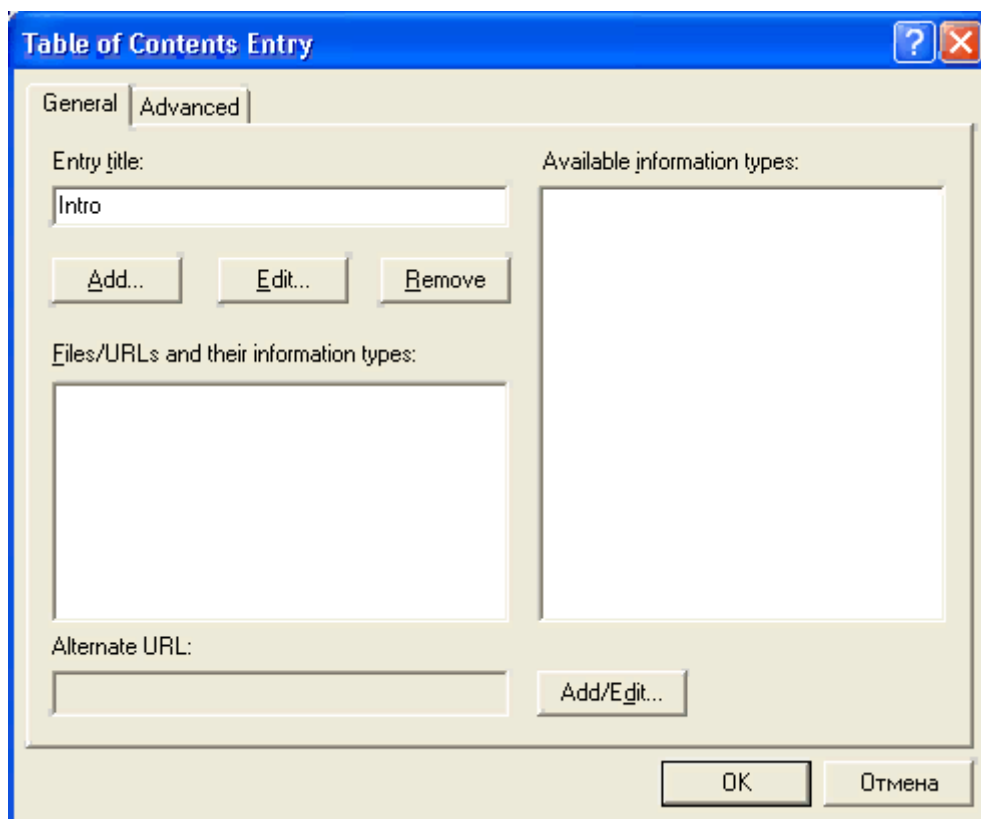 Table of Contents Entry
General Advanced
Entry title:
Available information types:
Intro
Add... Edit... Remove
Files/URLs and their information types:
Alternate URL:
Add/Edit...
OK Отмена